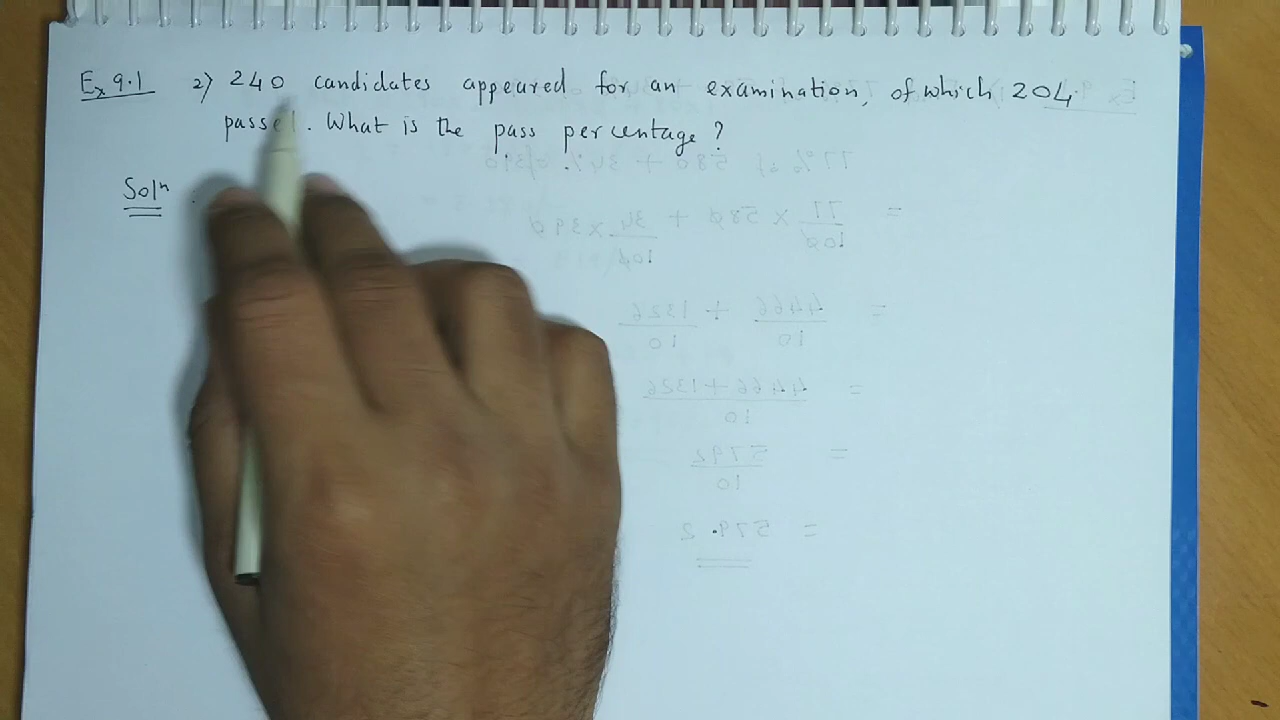 Ex 9.1 2) 240 candidates appeared for an examination, of which 204
passed. What is the pass percentage?
Soln